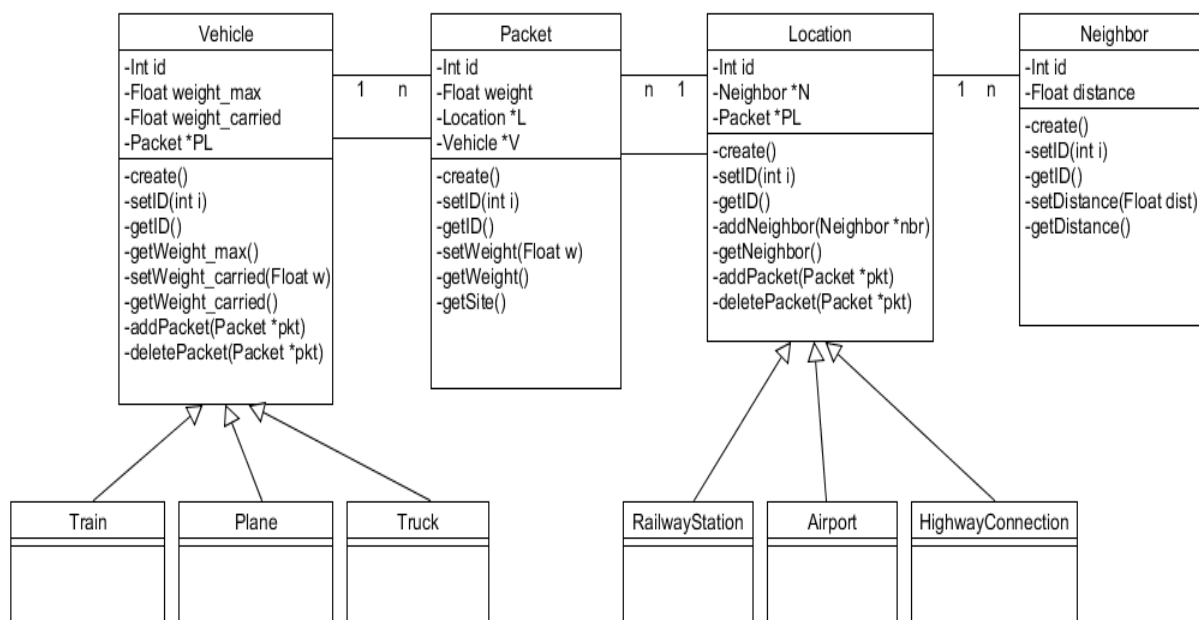 Vehicle
-Int id
-Float weight_max
-Float weight_carried
-Packet *PL
-create()
-setID(int i)
-getID()
-getWeight_max()
-setWeight_carried(Float w)
-getWeight_carried()
-addPacket(Packet *pkt)
-deletePacket(Packet *pkt)
1 n
Packet
-Int id
-Float weight
-Location *L
-Vehicle *V
-create()
-setID(int i)
-getID()
-setWeight(Float w)
-getWeight()
-getSite()
n 1
Location
-Int id
-Neighbor *N
-Packet *PL
-create()
-setID(int i)
-getID()
-addNeighbor(Neighbor *nbr)
-getNeighbor()
-addPacket(Packet *pkt)
-deletePacket(Packet *pkt)
1 n
Neighbor
-Int id
-Float distance
-create()
-setID(int i)
-getID()
-setDistance(Float dist)
-getDistance()
Train
Plane
Truck
RailwayStation
Airport
HighwayConnection